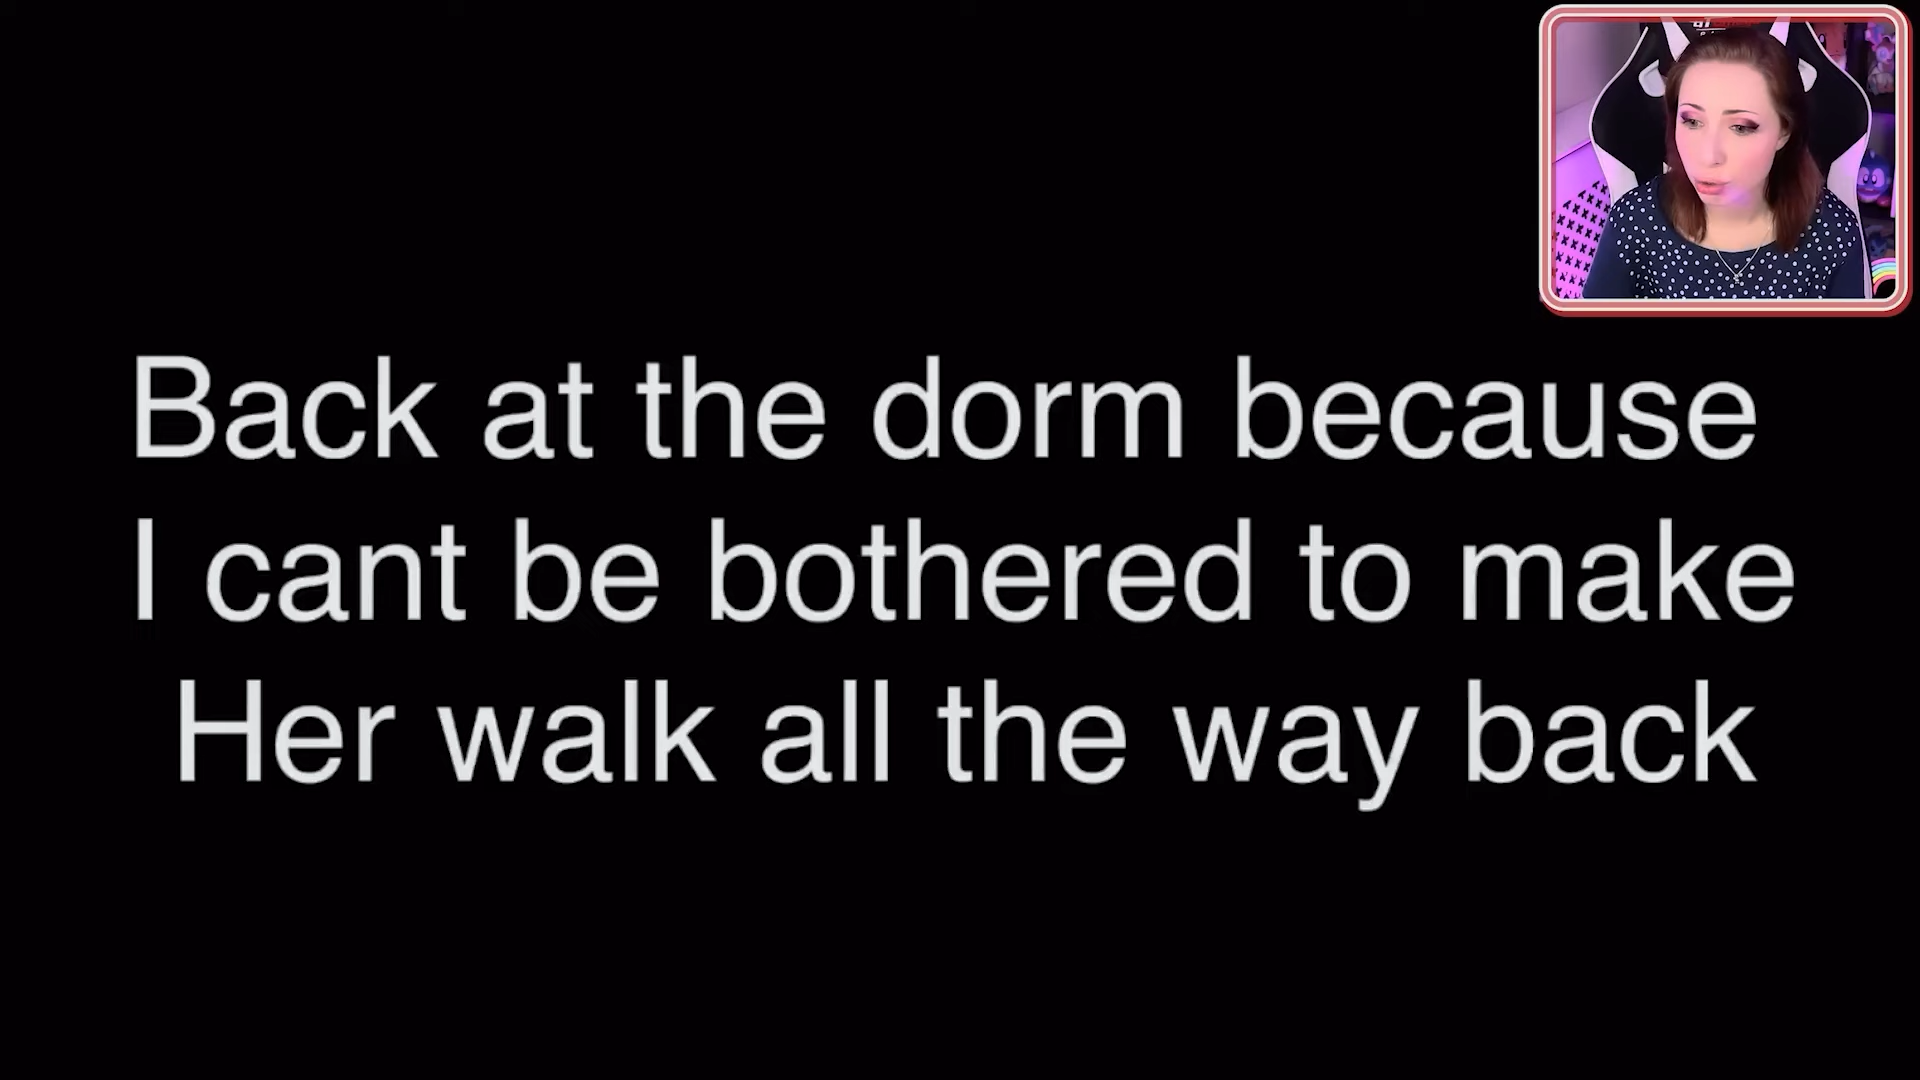 Back at the dorm because
I cant be bothered to make
Her walk all the way back